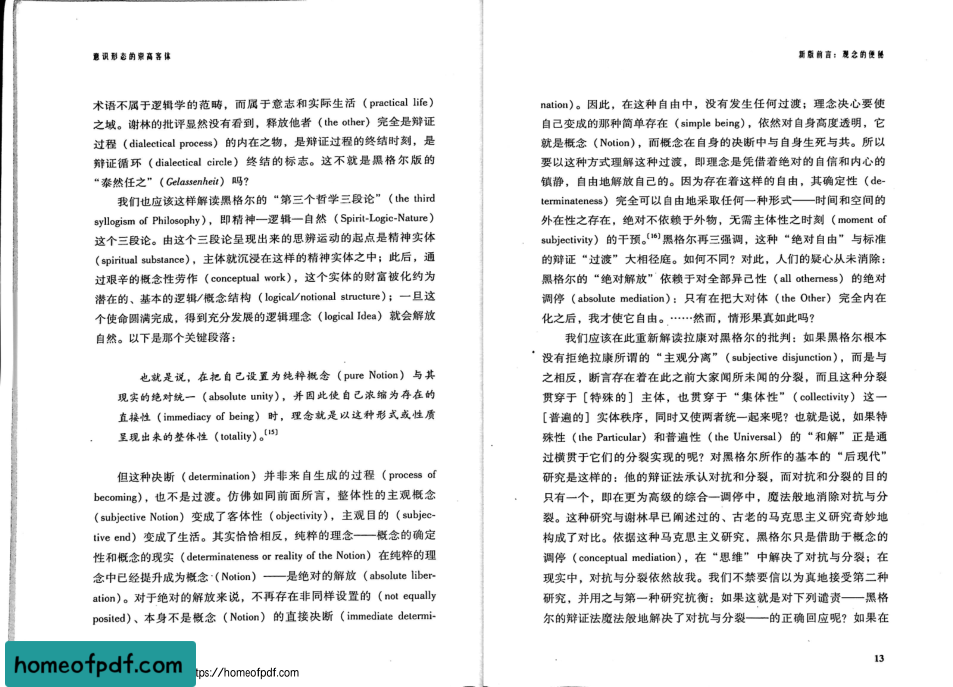 意识形态的崇高客体
术语不属于逻辑学的范畴，而属于意志和实际生活（practical life）
之域。谢林的批评显然没有看到，释放他者（the other）完全是辩证
过程（dialectical process）的内在之物，是辩证过程的终结时刻，是
辩证循环（dialectical circle）终结的标志。这不就是黑格尔版的
“泰然任之”（Gelassenheit）吗？
我们也应该这样解读黑格尔的“第三个哲学三段论”（the third
syllogism of Philosophy），即精神—逻辑—自然（Spirit-Logic-Nature）
这个三段论。由这个三段论呈现出来的思辨运动的起点是精神实体
（spiritual substance），主体就沉浸在这样的精神实体之中；此后，通
过艰辛的概念性劳作（conceptual work），这个实体的财富被化约为
潜在的、基本的逻辑/概念结构（logical/notional structure）；一旦这
个使命圆满完成，得到充分发展的逻辑理念（logical Idea）就会解放
自然。以下是那个关键段落：
也就是说，在把自己设置为纯粹概念（pure Notion）与其
现实的绝对统一（absolute unity），并因此使自己浓缩为存在的
直接性（immediacy of being）时，理念就是以这种形式或性质
呈现出来的整体性（totality）。[15]
但这种决断（determination）并非来自生成的过程（process of
becoming），也不是过渡。仿佛如同前面所言，整体性的主观概念
（subjective Notion）变成了客体性（objectivity），主观目的（subjec-
tive end）变成了生活。其实恰恰相反，纯粹的理念——概念的确定
性和概念的现实（determinateness or reality of the Notion）在纯粹的理
念中已经提升成为概念（Notion）——是绝对的解放（absolute liber-
ation）。对于绝对的解放来说，不再存在非同样设置的（not equally
posited）、本身不是概念（Notion）的直接决断（immediate determi-
新版前言：观念的便秘
nation）。因此，在这种自由中，没有发生任何过渡；理念决心要使
自己变成的那种简单存在（simple being），依然对自身高度透明，它
就是概念（Notion），而概念在自身的决断中与自身生死与共。所以
要以这种方式理解这种过渡，即理念是凭借着绝对的自信和内心的
镇静，自由地解放自己的。因为存在着这样的自由，其确定性（de-
terminateness）完全可以自由地采取任何一种形式——时间和空间的
外在性之存在，绝对不依赖于外物，无需主体性之时刻（moment of
subjectivity）的干预。[16]黑格尔再三强调，这种“绝对自由”与标准
的辩证“过渡”大相径庭。如何不同？对此，人们的疑心从未消除：
黑格尔的“绝对解放”依赖于对全部异己性（all otherness）的绝对
调停（absolute mediation）：只有在把大对体（the Other）完全内在
化之后，我才使它自由。……然而，情形果真如此吗？
我们应该在此重新解读拉康对黑格尔的批判：如果黑格尔根本
没有拒绝拉康所谓的“主观分离”（subjective disjunction），而是与
之相反，断言存在着在此之前大家闻所未闻的分裂，而且这种分裂
贯穿于［特殊的］主体，也贯穿于“集体性”（collectivity）这一
［普遍的］实体秩序，同时又使两者统一起来呢？也就是说，如果特
殊性（the Particular）和普遍性（the Universal）的“和解”正是通
过横贯于它们的分裂实现的呢？对黑格尔所作的基本的“后现代”
研究是这样的：他的辩证法承认对抗和分裂，而对抗和分裂的目的
只有一个，即在更为高级的综合—调停中，魔法般地消除对抗与分
裂。这种研究与谢林早已阐述过的、古老的马克思主义研究奇妙地
构成了对比。依据这种马克思主义研究，黑格尔只是借助于概念的
调停（conceptual mediation），在“思维”中解决了对抗与分裂；在
现实中，对抗与分裂依然故我。我们不禁要信以为真地接受第二种
研究，并用之与第一种研究抗衡：如果这就是对下列谴责——黑格
尔的辩证法魔法般地解决了对抗与分裂——的正确回应呢？如果在
13
homeofpdf.com
tps://homeofpdf.com